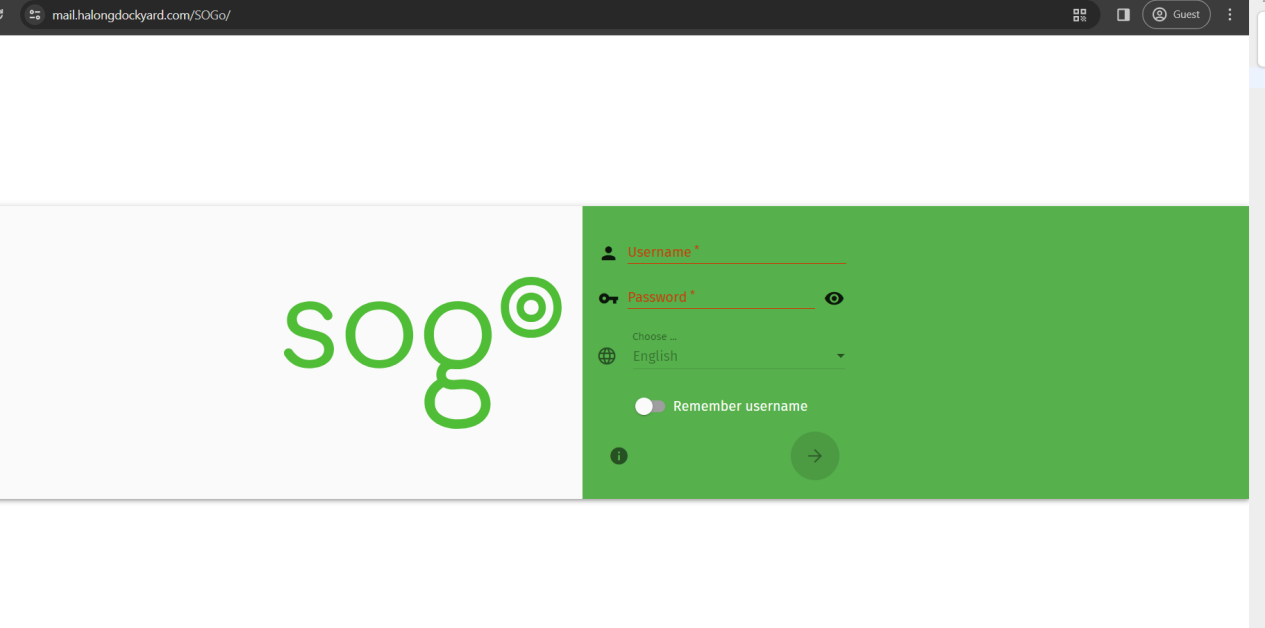 mail.halongdockyard.com/SOGo/
Guest
sogo
Username *
Password *
Choose ...
English
Remember username